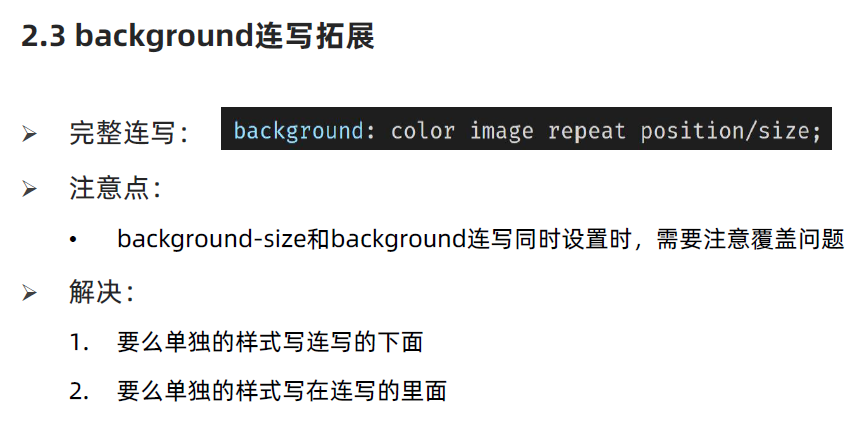 2.3 background连写拓展
➢ 完整连写： background: color image repeat position/size;
➢ 注意点：
• background-size和background连写同时设置时，需要注意覆盖问题
➢ 解决：
1. 要么单独的样式写连写的下面
2. 要么单独的样式写在连写的里面